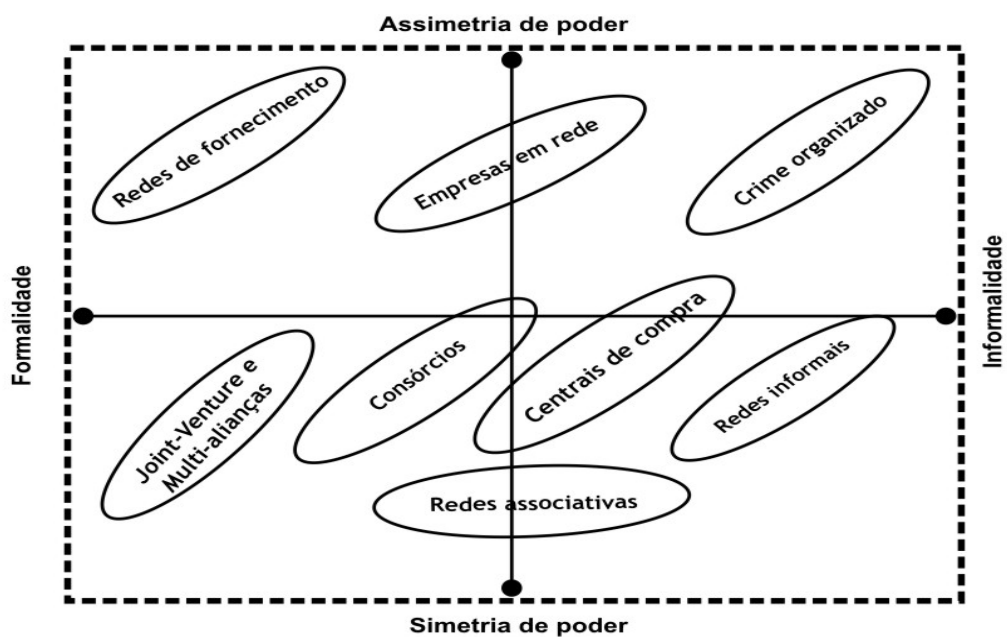 Assimetria de poder
Redes de fornecimento
Empresas em rede
Crime organizado
Formalidade
Informalidade
Joint-Venture e
Multi-alianças
Consórcios
Centrais de compra
Redes informais
Redes associativas
Simetria de poder